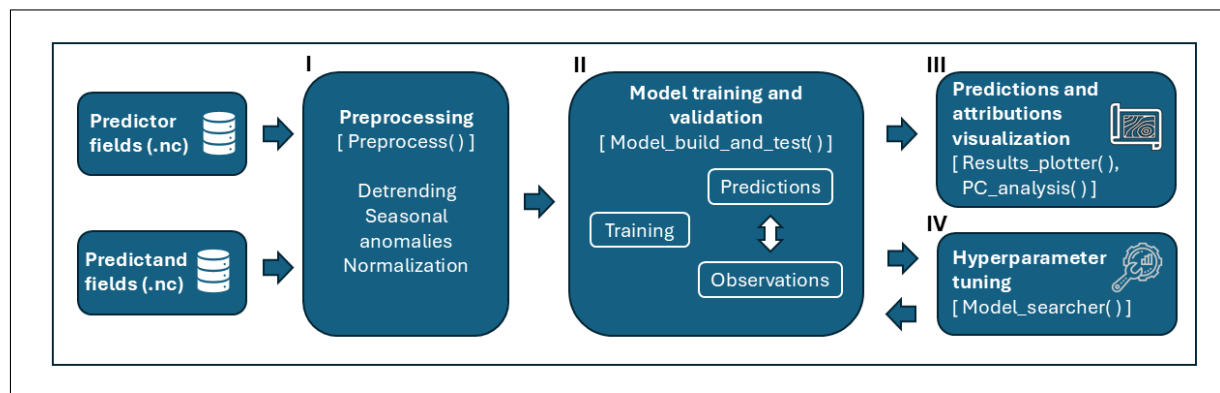 Predictor
fields (.nc)
Predictand
fields (.nc)
I
Preprocessing
[ Preprocess( ) ]
Detrending
Seasonal
anomalies
Normalization
II
Model training and
validation
[ Model_build_and_test( ) ]
Predictions
Training
Observations
III
Predictions and
attributions
visualization
[ Results_plotter( ),
PC_analysis( ) ]
IV
Hyperparameter
tuning
[ Model_searcher( ) ]